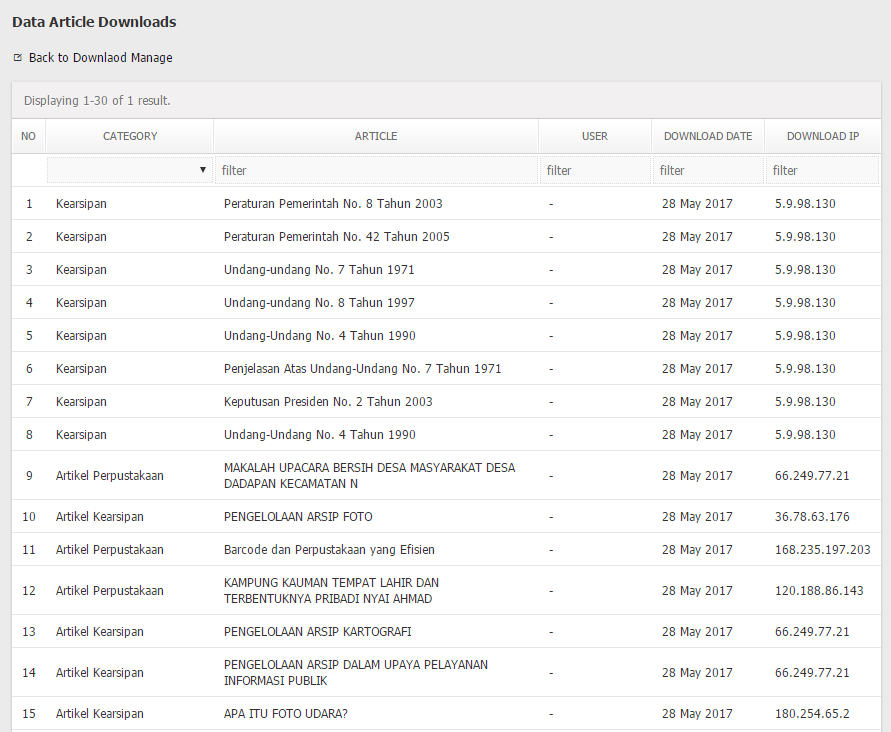 Data Article Downloads
Back to Downlaod Manage
Displaying 1-30 of 1 result.
NO CATEGORY ARTICLE USER DOWNLOAD DATE DOWNLOAD IP
filter filter filter filter
1 Kearsipan Peraturan Pemerintah No. 8 Tahun 2003 - 28 May 2017 5.9.98.130
2 Kearsipan Peraturan Pemerintah No. 42 Tahun 2005 - 28 May 2017 5.9.98.130
3 Kearsipan Undang-undang No. 7 Tahun 1971 - 28 May 2017 5.9.98.130
4 Kearsipan Undang-undang No. 8 Tahun 1997 - 28 May 2017 5.9.98.130
5 Kearsipan Undang-Undang No. 4 Tahun 1990 - 28 May 2017 5.9.98.130
6 Kearsipan Penjelasan Atas Undang-Undang No. 7 Tahun 1971 - 28 May 2017 5.9.98.130
7 Kearsipan Keputusan Presiden No. 2 Tahun 2003 - 28 May 2017 5.9.98.130
8 Kearsipan Undang-Undang No. 4 Tahun 1990 - 28 May 2017 5.9.98.130
9 Artikel Perpustakaan MAKALAH UPACARA BERSIH DESA MASYARAKAT DESA
DADAPAN KECAMATAN N - 28 May 2017 66.249.77.21
10 Artikel Kearsipan PENGELOLAAN ARSIP FOTO - 28 May 2017 36.78.63.176
11 Artikel Perpustakaan Barcode dan Perpustakaan yang Efisien - 28 May 2017 168.235.197.203
12 Artikel Perpustakaan KAMPUNG KAUMAN TEMPAT LAHIR DAN
TERBENTUKNYA PRIBADI NYAI AHMAD - 28 May 2017 120.188.86.143
13 Artikel Kearsipan PENGELOLAAN ARSIP KARTOGRAFI - 28 May 2017 66.249.77.21
14 Artikel Kearsipan PENGELOLAAN ARSIP DALAM UPAYA PELAYANAN
INFORMASI PUBLIK - 28 May 2017 66.249.77.21
15 Artikel Kearsipan APA ITU FOTO UDARA? - 28 May 2017 180.254.65.2